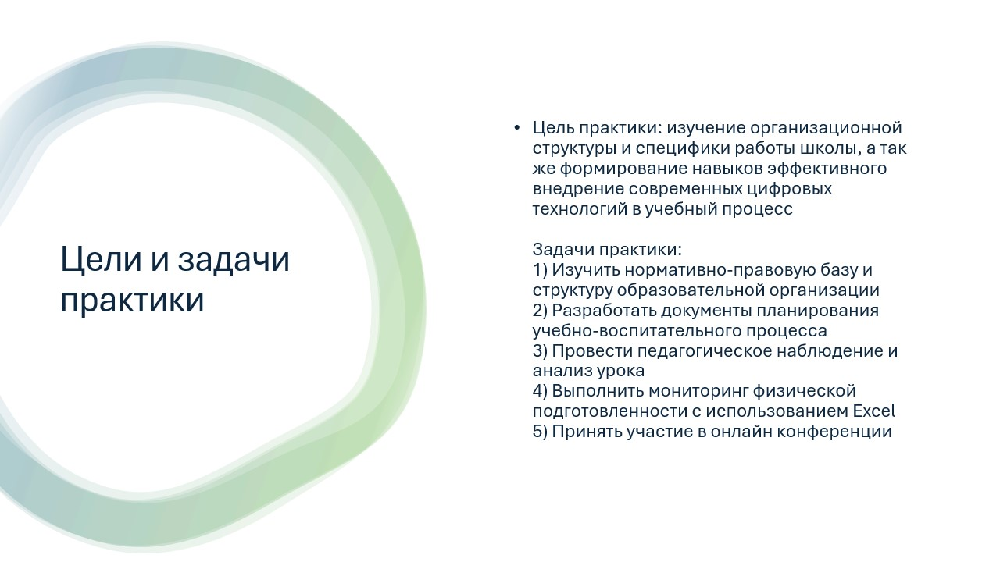 Цели и задачи
практики
• Цель практики: изучение организационной
структуры и специфики работы школы, а так
же формирование навыков эффективного
внедрение современных цифровых
технологий в учебный процесс
Задачи практики:
1) Изучить нормативно-правовую базу и
структуру образовательной организации
2) Разработать документы планирования
учебно-воспитательного процесса
3) Провести педагогическое наблюдение и
анализ урока
4) Выполнить мониторинг физической
подготовленности с использованием Excel
5) Принять участие в онлайн конференции